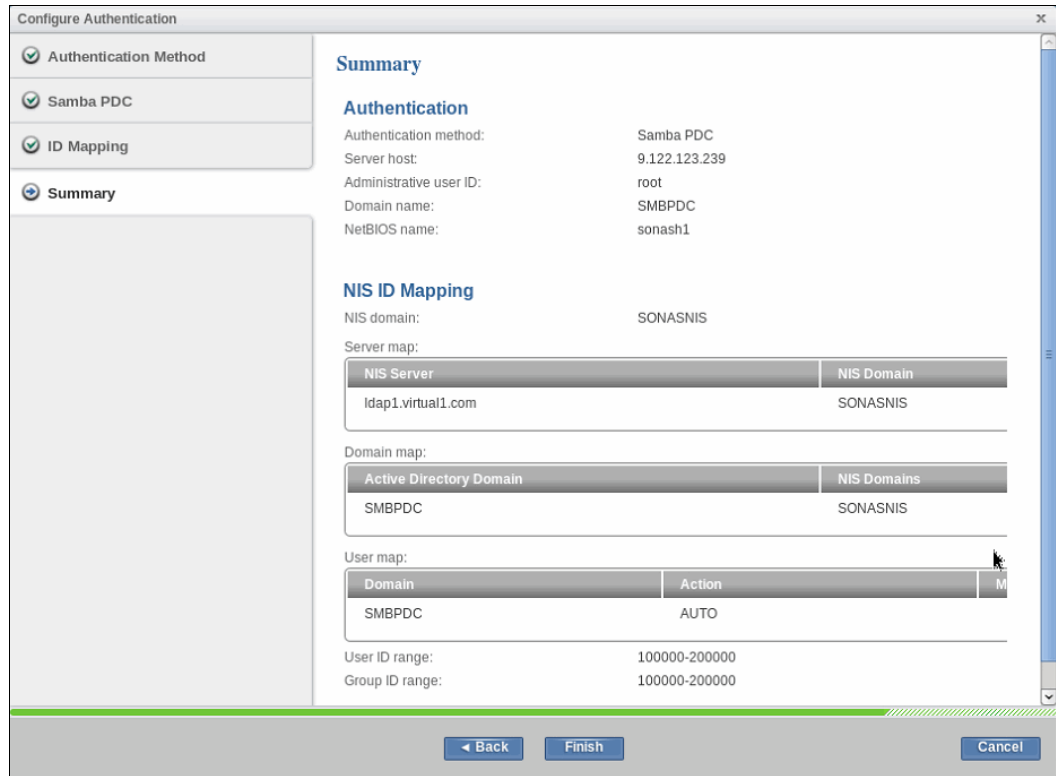 Configure Authentication x
Authentication Method
Samba PDC
ID Mapping
Summary
Summary
Authentication
Authentication method: Samba PDC
Server host: 9.122.123.239
Administrative user ID: root
Domain name: SMBPDC
NetBIOS name: sonash1
NIS ID Mapping
NIS domain: SONASNIS
Server map:
NIS Server NIS Domain
ldap1.virtual1.com SONASNIS
Domain map:
Active Directory Domain NIS Domains
SMBPDC SONASNIS
User map:
Domain Action M
SMBPDC AUTO
User ID range: 100000-200000
Group ID range: 100000-200000
◄ Back Finish Cancel